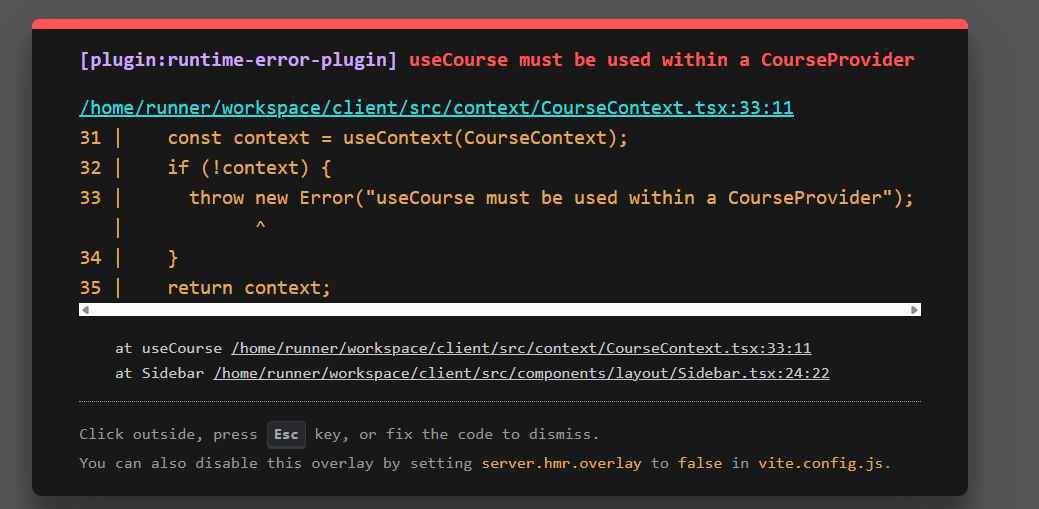 [plugin:runtime-error-plugin] useCourse must be used within a CourseProvider
/home/runner/workspace/client/src/context/CourseContext.tsx:33:11
31 |    const context = useContext(CourseContext);
32 |    if (!context) {
33 |      throw new Error("useCourse must be used within a CourseProvider");
   |            ^
34 |    }
35 |    return context;
at useCourse /home/runner/workspace/client/src/context/CourseContext.tsx:33:11
at Sidebar /home/runner/workspace/client/src/components/layout/Sidebar.tsx:24:22
Click outside, press Esc key, or fix the code to dismiss.
You can also disable this overlay by setting server.hmr.overlay to false in vite.config.js.